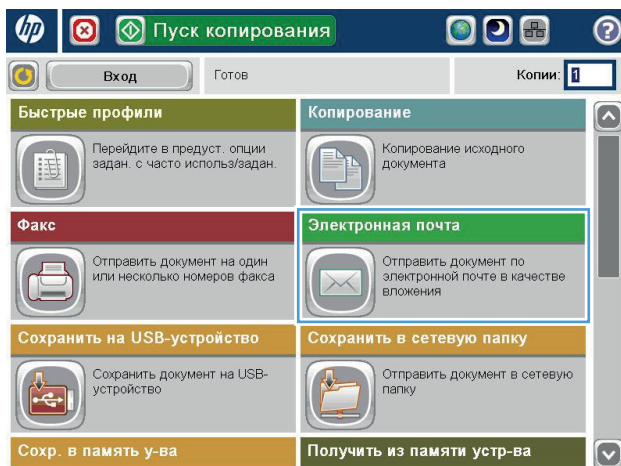 hp
Пуск копирования
?
Вход
Готов
Копии: 1
Быстрые профили
Перейдите в предуст. опции
задан. с часто использ/задан.
Копирование
Копирование исходного
документа
Факс
Отправить документ на один
или несколько номеров факса
Электронная почта
Отправить документ по
электронной почте в качестве
вложения
Сохранить на USB-устройство
Сохранить документ на USB-
устройство
Сохранить в сетевую папку
Отправить документ в сетевую
папку
Сохр. в память у-ва
Получить из памяти устр-ва